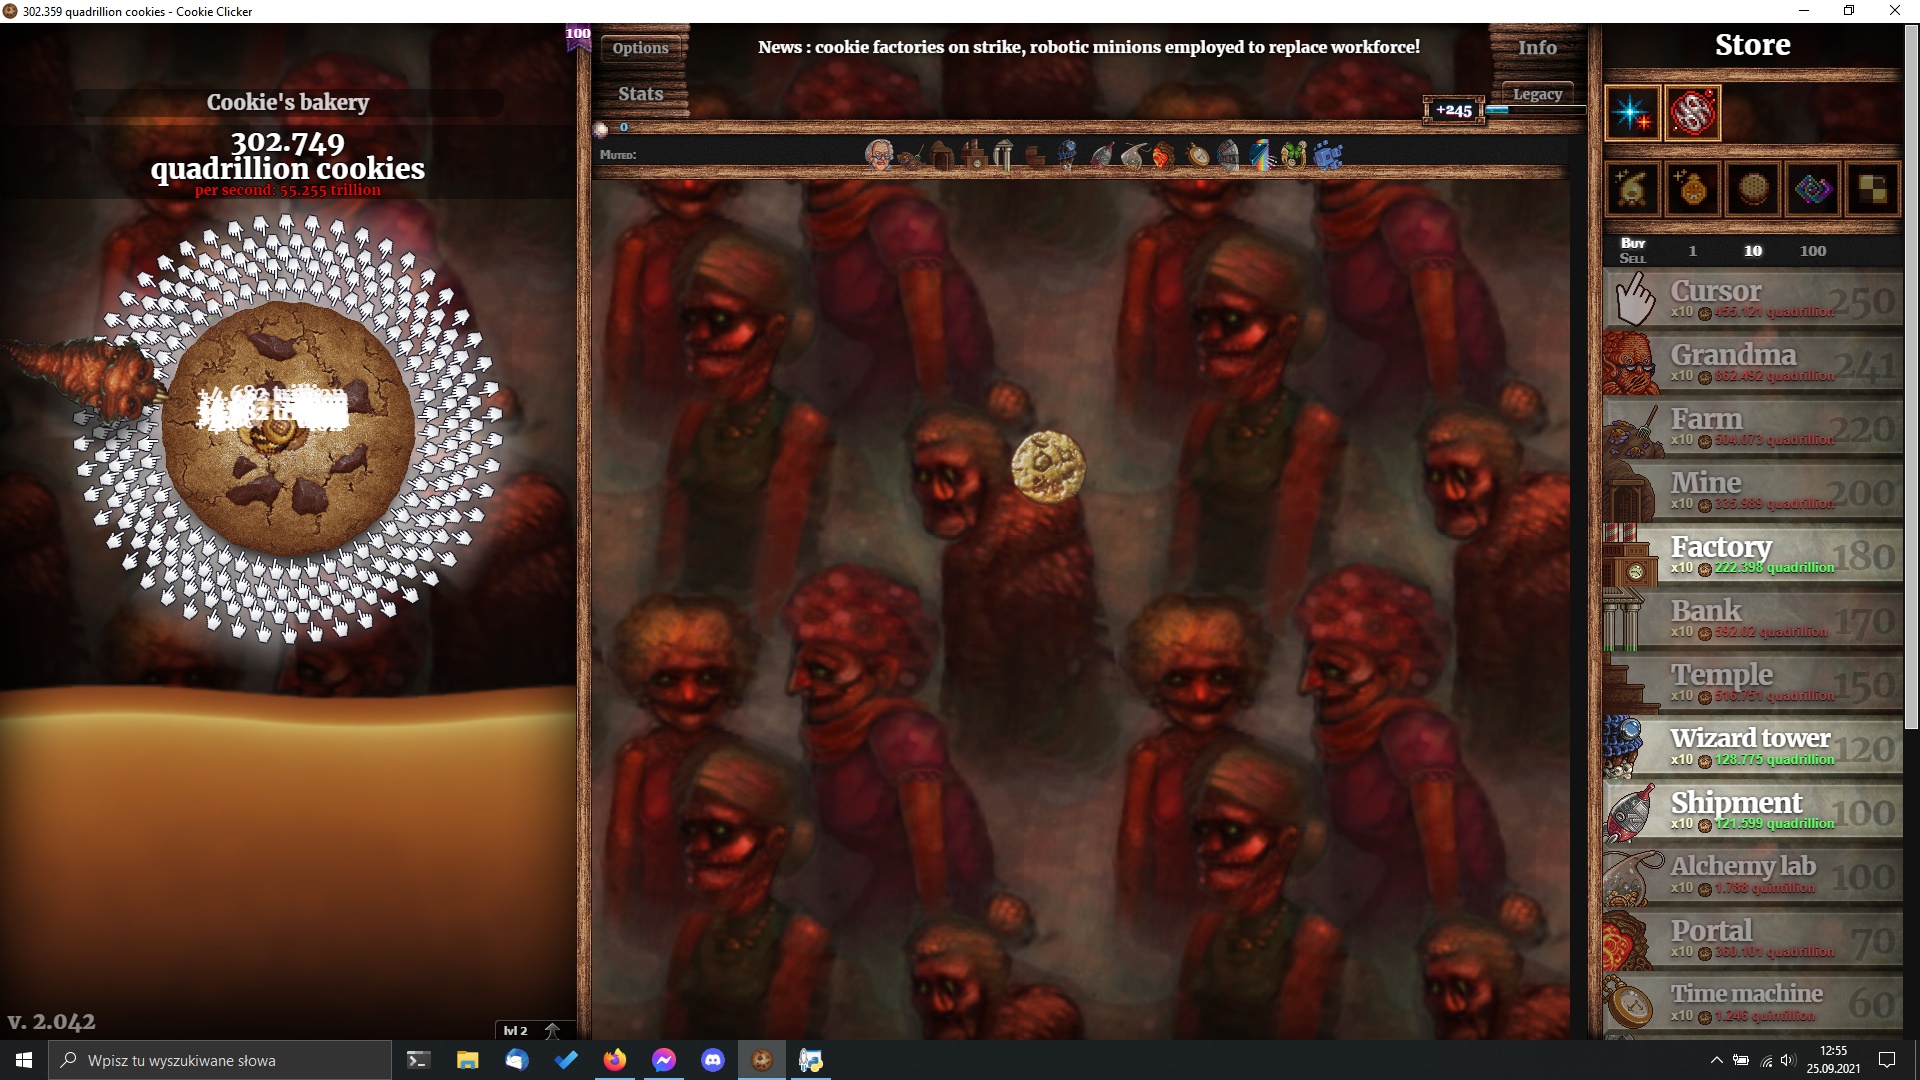 302.359 quadrillion cookies - Cookie Clicker
100
Options
News : cookie factories on strike, robotic minions employed to replace workforce!
Info
Store
Stats
Legacy
+245
Cookie's bakery
302.749
quadrillion cookies
per second: 55.255 trillion
0
Muted:
Buy
Sell
1
10
100
Cursor
x10 455.121 quadrillion
250
Grandma
x10 862.492 quadrillion
241
Farm
x10 504.073 quadrillion
220
Mine
x10 335.989 quadrillion
200
Factory
x10 222.398 quadrillion
180
Bank
x10 592.02 quadrillion
170
Temple
x10 516.751 quadrillion
150
Wizard tower
x10 128.775 quadrillion
120
Shipment
x10 121.599 quadrillion
100
Alchemy lab
x10 1.788 quintillion
100
Portal
x10 360.101 quadrillion
70
Time machine
x10 1.246 quintillion
60
+4.682 trillion
v. 2.042
lvl 2
Wpisz tu wyszukiwane słowa
12:55
25.09.2021